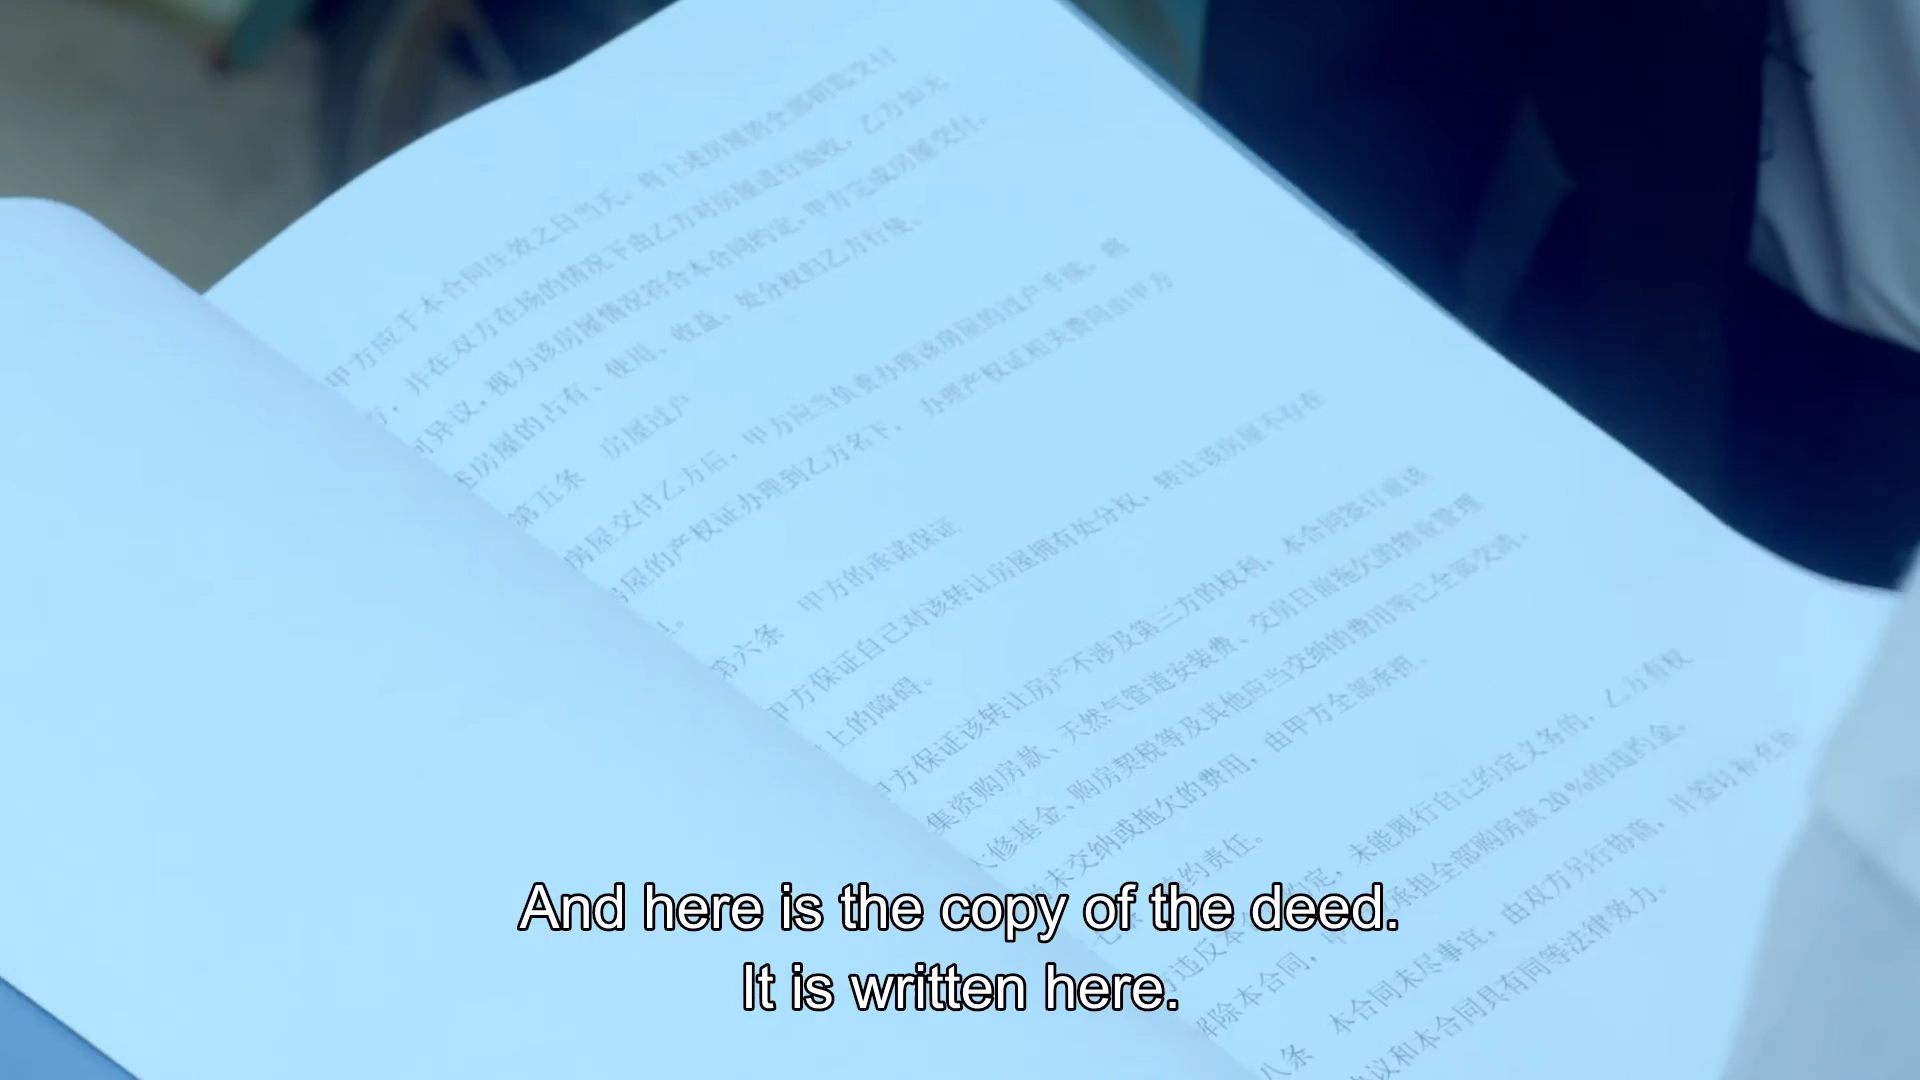 甲方应于本合同生效之日当天，将上述房屋的全部钥匙交付
方，并在双方在场的情况下由乙方对房屋进行验收，乙方如无
何异议，视为该房屋情况符合本合同约定，甲方完成房屋交付，
述房屋的占有、使用、收益、处分权归乙方行使。
第五条 房屋过户
房屋交付乙方后，甲方应当负责办理该房屋的过户手续，将
房屋的产权证办理到乙方名下，办理产权证相关费用由甲方
第六条 甲方的承诺保证
甲方保证自己对该转让房屋拥有处分权，转让该房屋不存在
上的障碍。
甲方保证该转让房产不涉及第三方的权利，本合同签订前该
集资购房款、天然气管道安装费、交房日前拖欠的物业管理
大修基金、购房契税等及其他应当交纳的费用等已全部交清，
尚未交纳或拖欠的费用，由甲方全部承担。
七条 违约责任。
违反本合 约定，未能履行自己约定义务的，乙方有权
解除本合同，甲 承担全部购房款20%的违约金。
八条 本合同未尽事宜，由双方另行协商，并签订补充协
议和本合同具有同等法律效力。
And here is the copy of the deed.
It is written here.